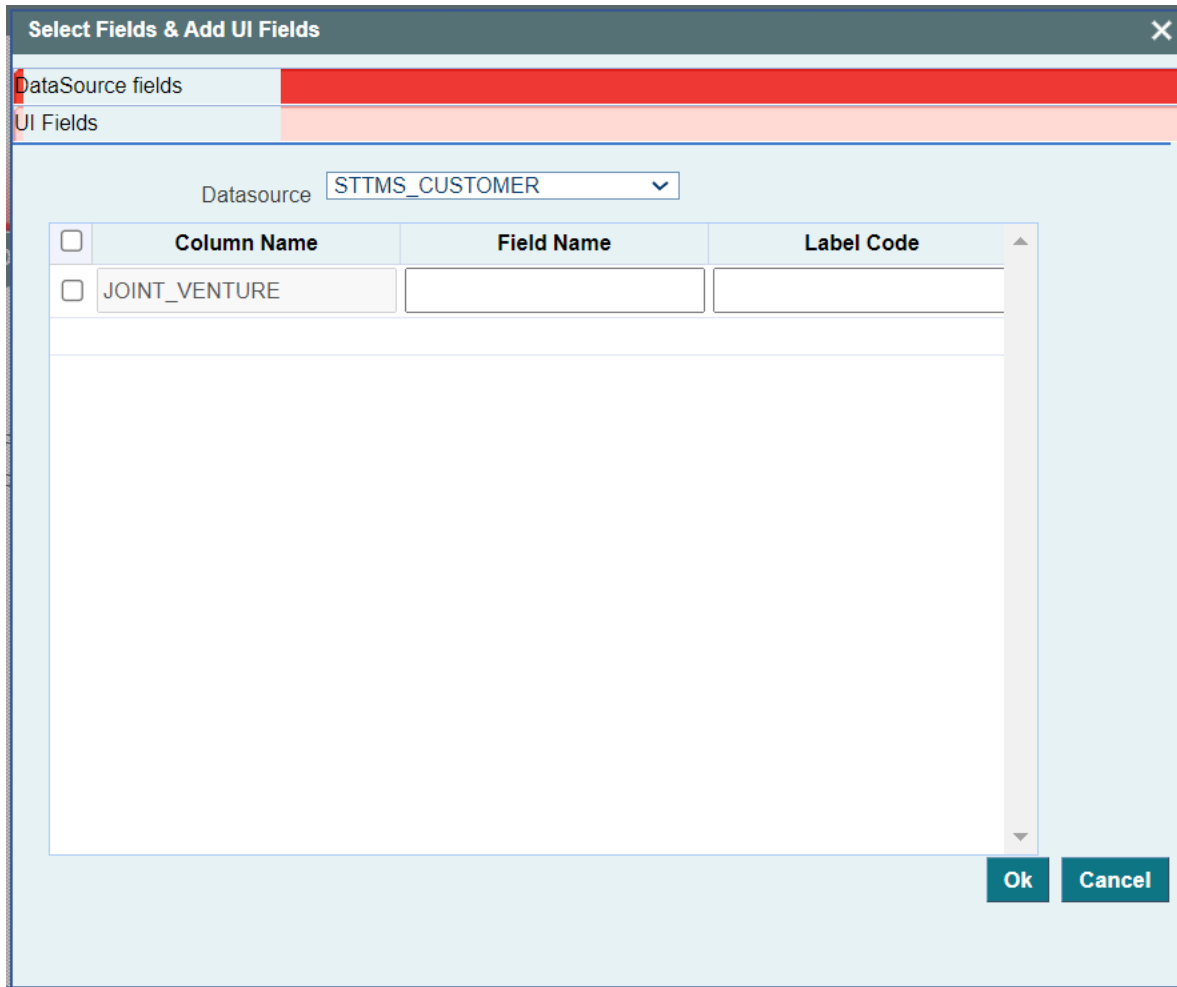 Select Fields & Add UI Fields
DataSource fields
UI Fields
Datasource STTMS_CUSTOMER
Column Name Field Name Label Code
JOINT_VENTURE
Ok Cancel